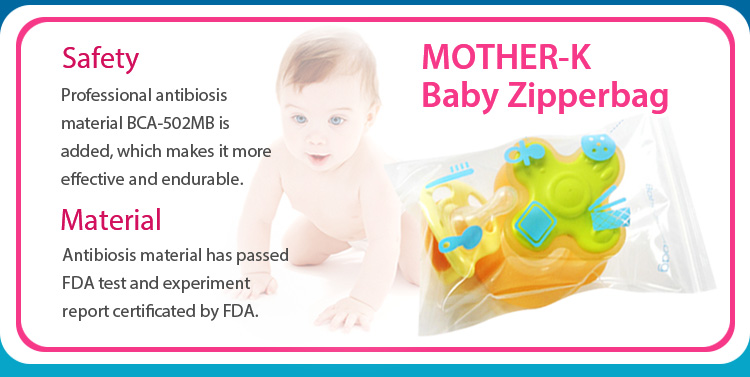 Safety
Professional antibiosis
material BCA-502MB is
added, which makes it more
effective and endurable.
Material
Antibiosis material has passed
FDA test and experiment
report certificated by FDA.
MOTHER-K
Baby Zipperbag